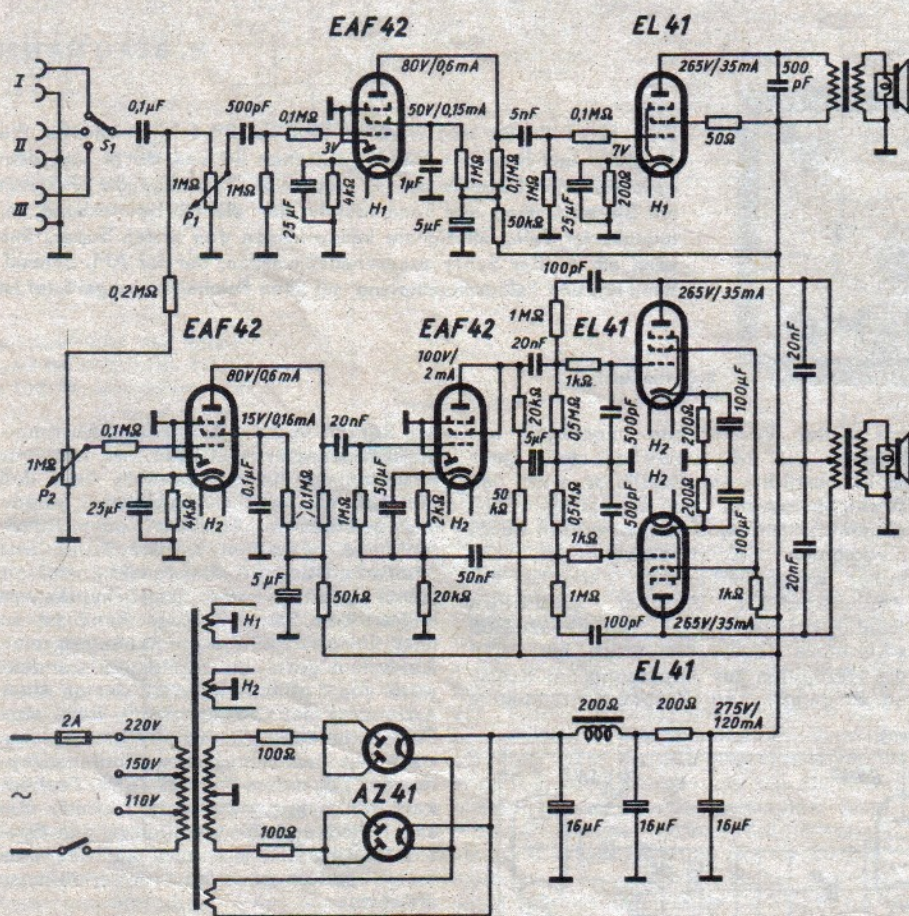 EAF 42
EL 41
80V/0,6mA
265V/35mA
I
II
III
S1
0,1µF
500pF
0,1MΩ
50V/0,15mA
5nF
0,1MΩ
500
pF
50Ω
3V
7V
1MΩ
P1
1MΩ
25µF
4kΩ
H1
1µF
1MΩ
0,1MΩ
1MΩ
25µF
200Ω
H1
5µF
50kΩ
0,2MΩ
100pF
265V/35mA
EAF 42
EAF 42
EL 41
1MΩ
80V/0,6mA
100V/
2mA
20nF
20nF
15V/0,16mA
20nF
1kΩ
0,1MΩ
20kΩ
0,5MΩ
500pF
200Ω
100µF
1MΩ
P2
5µF
H2
H2
25µF
4kΩ
H2
0,1µF
0,1MΩ
1MΩ
50µF
2kΩ
H2
50
kΩ
0,5MΩ
500pF
200Ω
100µF
1kΩ
50nF
20nF
5µF
50kΩ
20kΩ
1MΩ
1kΩ
100pF
265V/35mA
H1
H2
EL 41
2A
220V
150V
110V
~
100Ω
100Ω
AZ 41
200Ω
200Ω
275V/
120mA
16µF
16µF
16µF